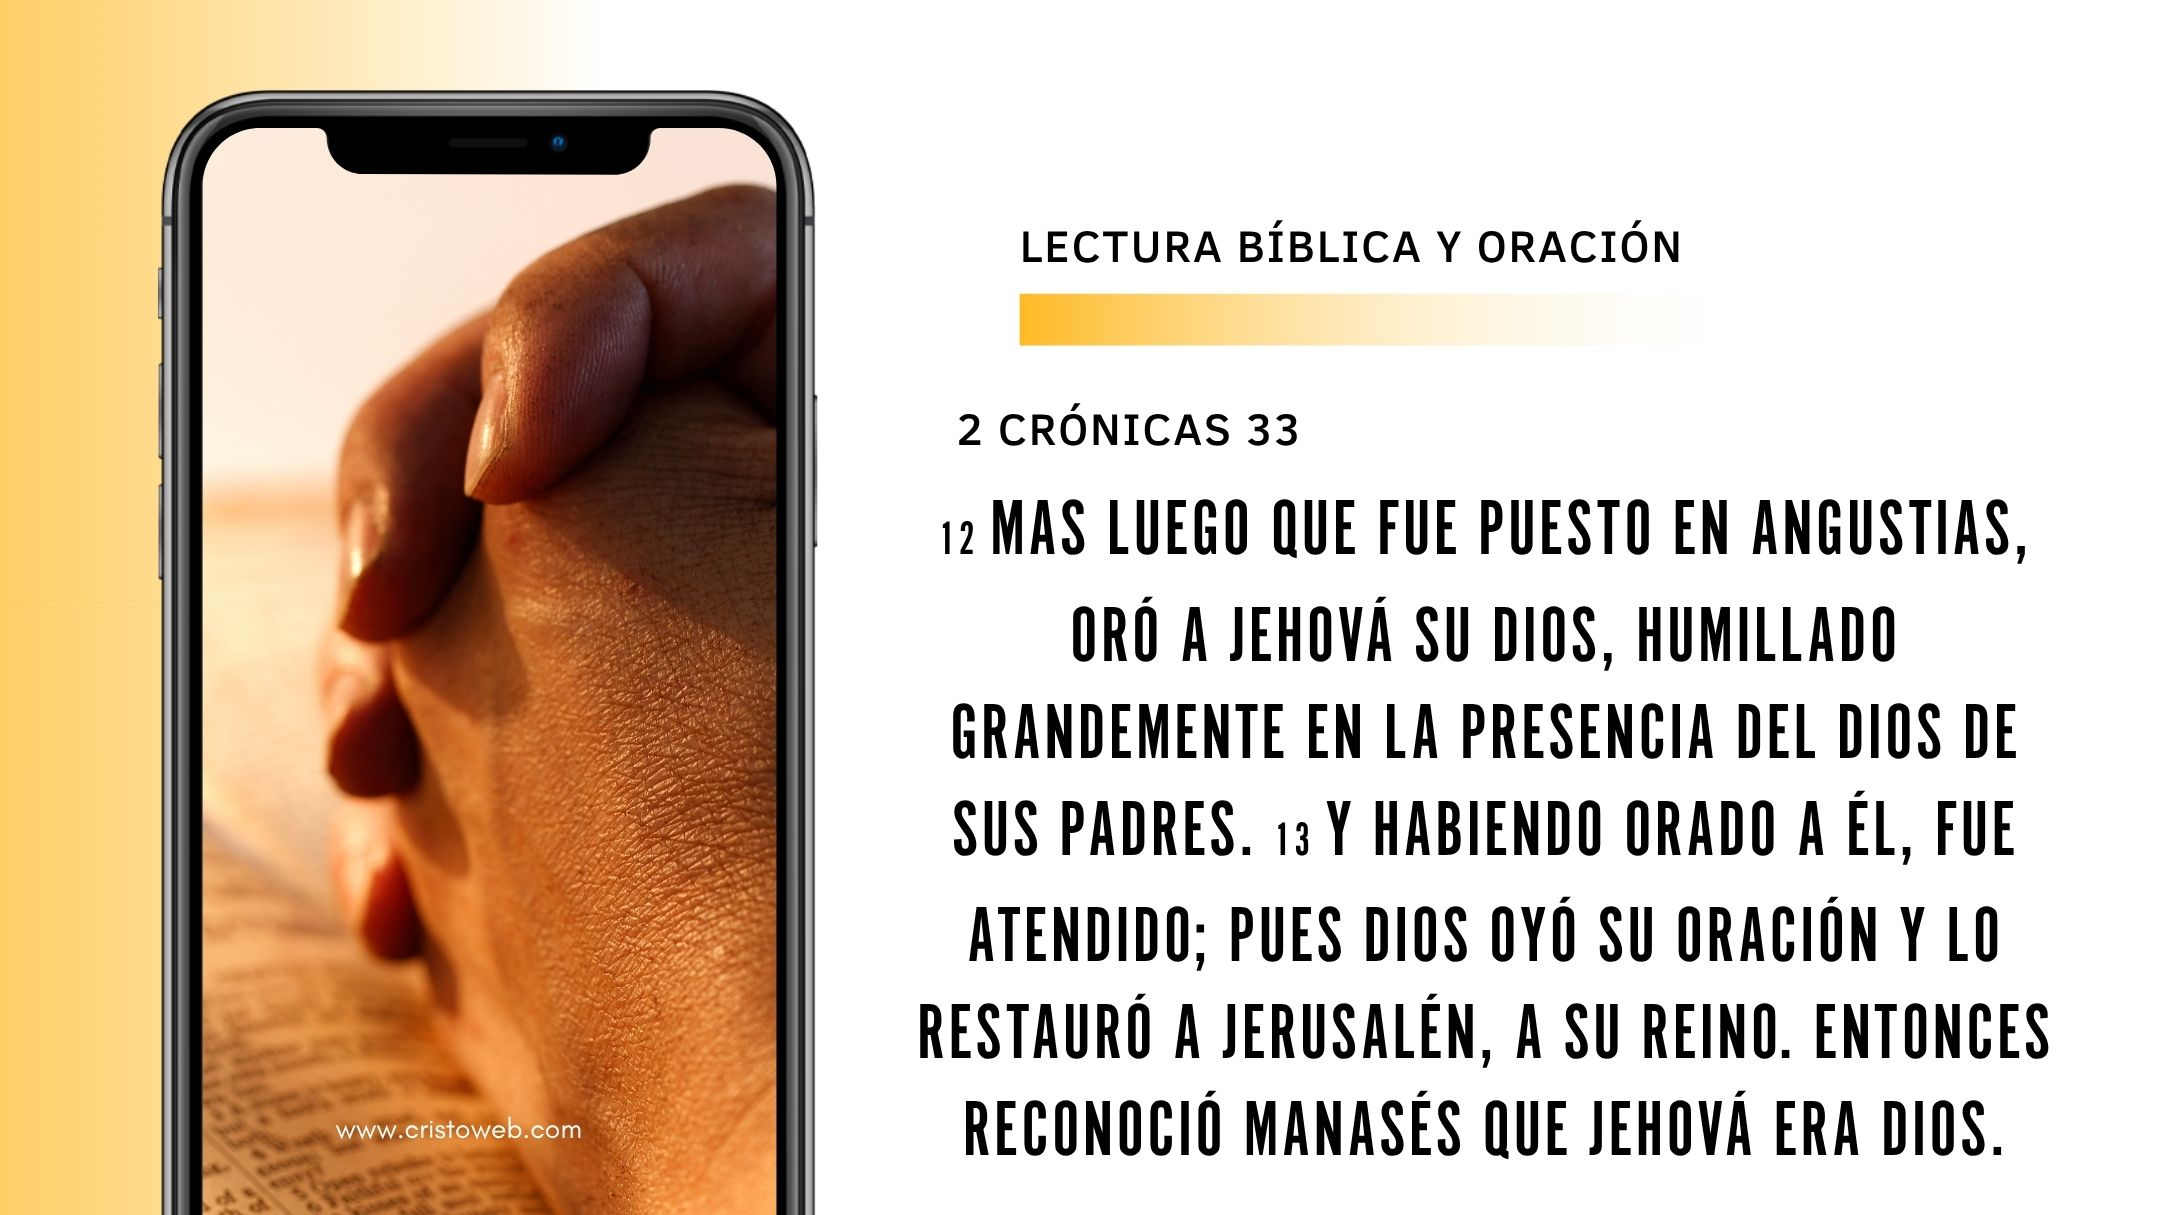 LECTURA BÍBLICA Y ORACIÓN
2 CRÓNICAS 33
12 MAS LUEGO QUE FUE PUESTO EN ANGUSTIAS,
ORÓ A JEHOVÁ SU DIOS, HUMILLADO
GRANDEMENTE EN LA PRESENCIA DEL DIOS DE
SUS PADRES. 13 Y HABIENDO ORADO A ÉL, FUE
ATENDIDO; PUES DIOS OYÓ SU ORACIÓN Y LO
RESTAURÓ A JERUSALÉN, A SU REINO. ENTONCES
RECONOCIÓ MANASÉS QUE JEHOVÁ ERA DIOS.
www.cristoweb.com